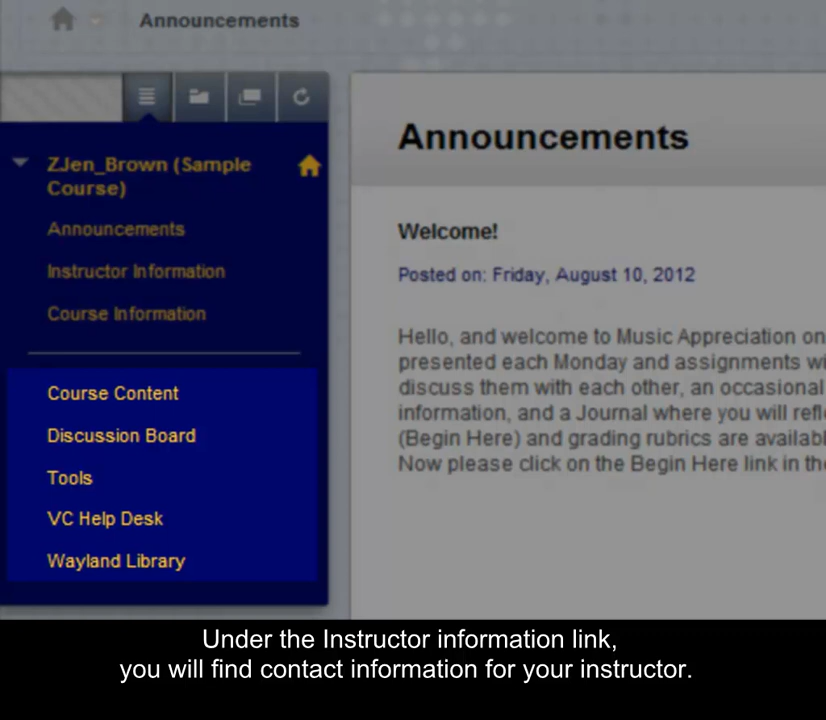 Announcements
ZJen_Brown (Sample
Course)
Announcements
Instructor Information
Course Information
Course Content
Discussion Board
Tools
VC Help Desk
Wayland Library
Announcements
Welcome!
Posted on: Friday, August 10, 2012
Hello, and welcome to Music Appreciation on
presented each Monday and assignments wi
discuss them with each other, an occasional
information, and a Journal where you will refl
(Begin Here) and grading rubrics are availabl
Now please click on the Begin Here link in the
Under the Instructor information link,
you will find contact information for your instructor.